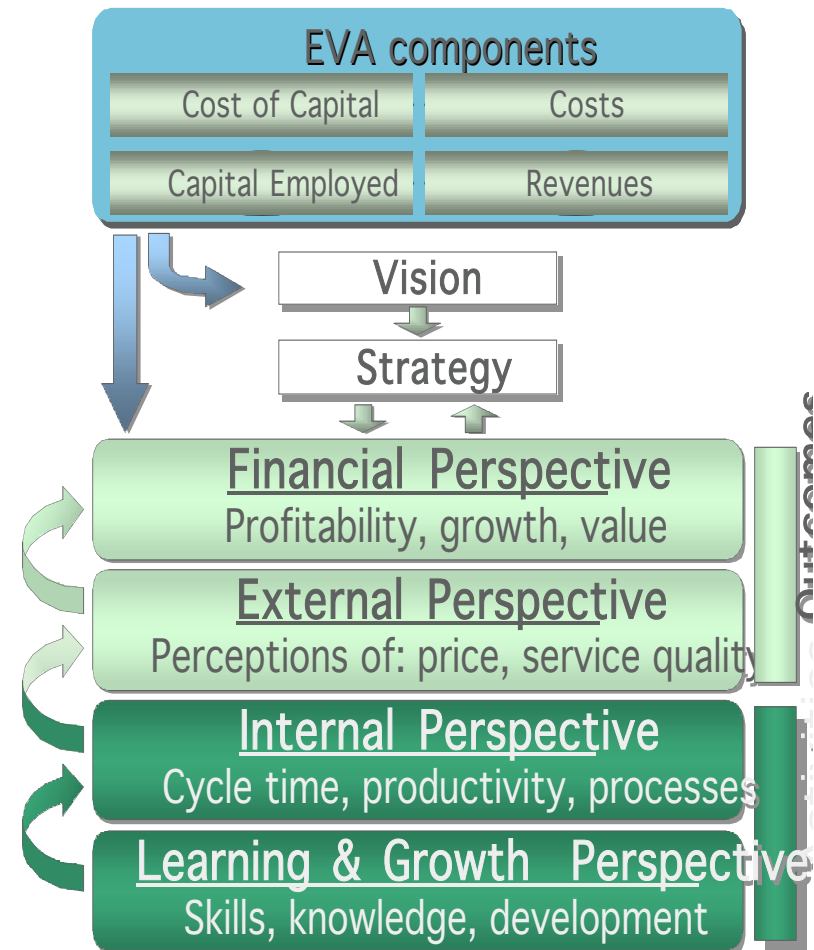 EVA components
Cost of Capital
Costs
Capital Employed
Revenues
Vision
Strategy
Financial Perspective
Profitability, growth, value
External Perspective
Perceptions of: price, service quality
Internal Perspective
Cycle time, productivity, processes
Learning & Growth Perspective
Skills, knowledge, development
Outcomes